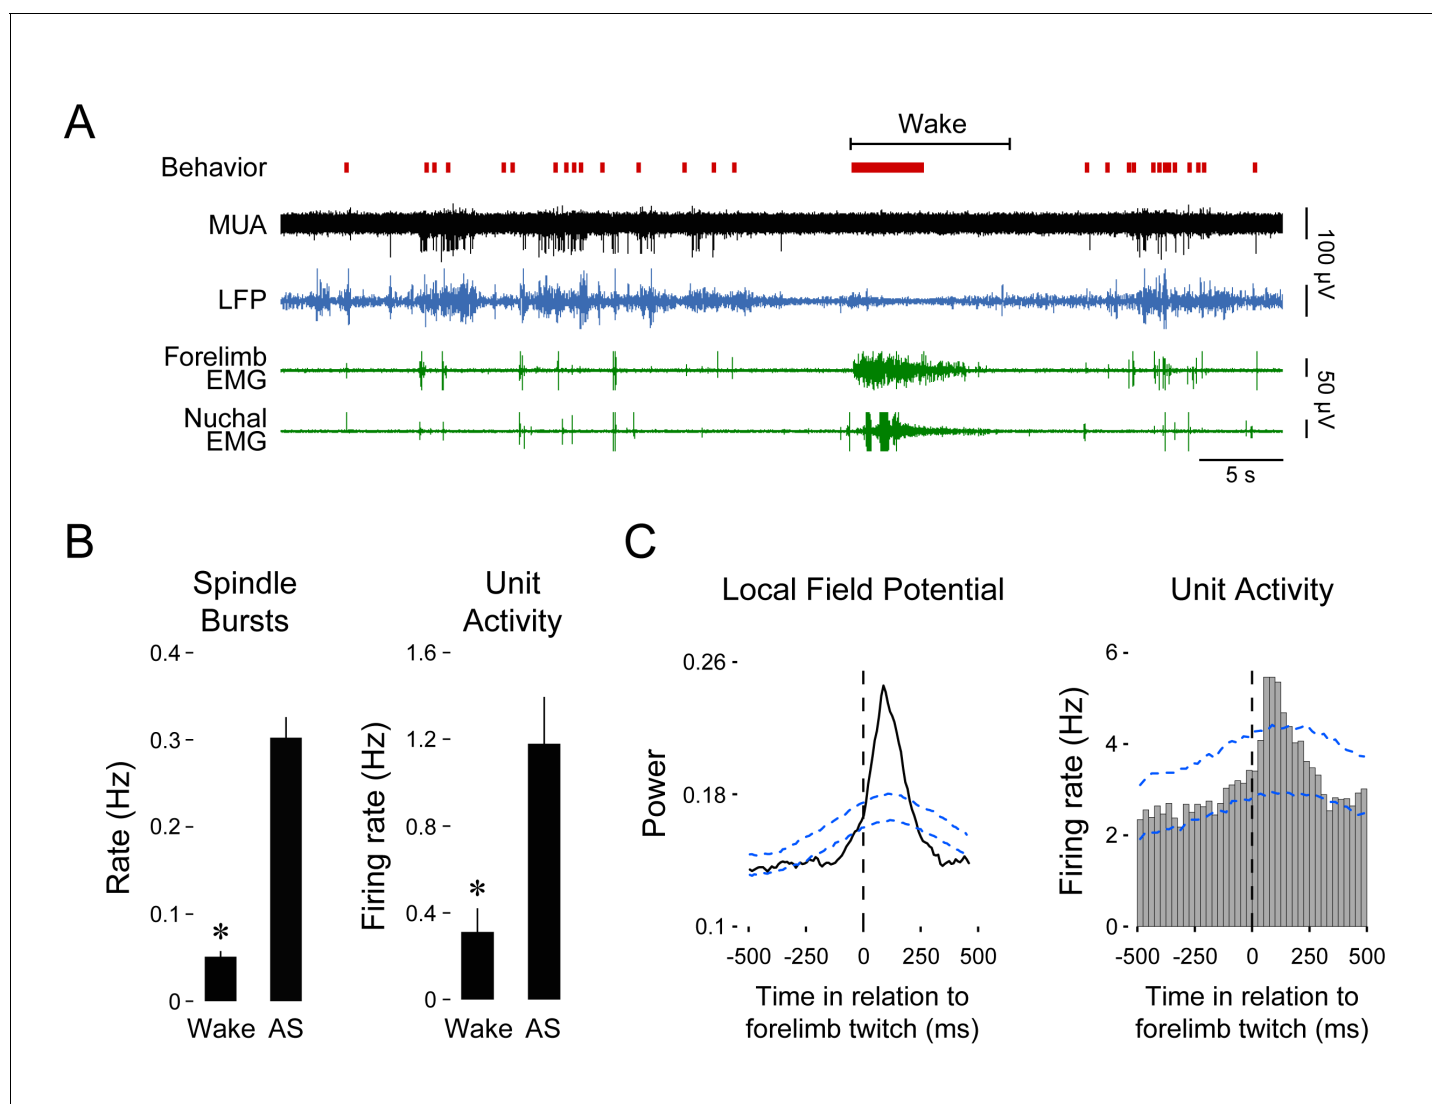 A
Wake
Behavior
MUA
LFP
Forelimb
EMG
Nuchal
EMG
100 µV
50 µV
5 s
B
Spindle
Bursts
Rate (Hz)
0.4
0.3
0.2
0.1
0
*
Wake AS
Unit
Activity
Firing rate (Hz)
1.6
1.2
0.8
0.4
0
*
Wake AS
C
Local Field Potential
Power
0.26
0.18
0.1
-500 -250 0 250 500
Time in relation to
forelimb twitch (ms)
Unit Activity
Firing rate (Hz)
6
4
2
0
-500 -250 0 250 500
Time in relation to
forelimb twitch (ms)